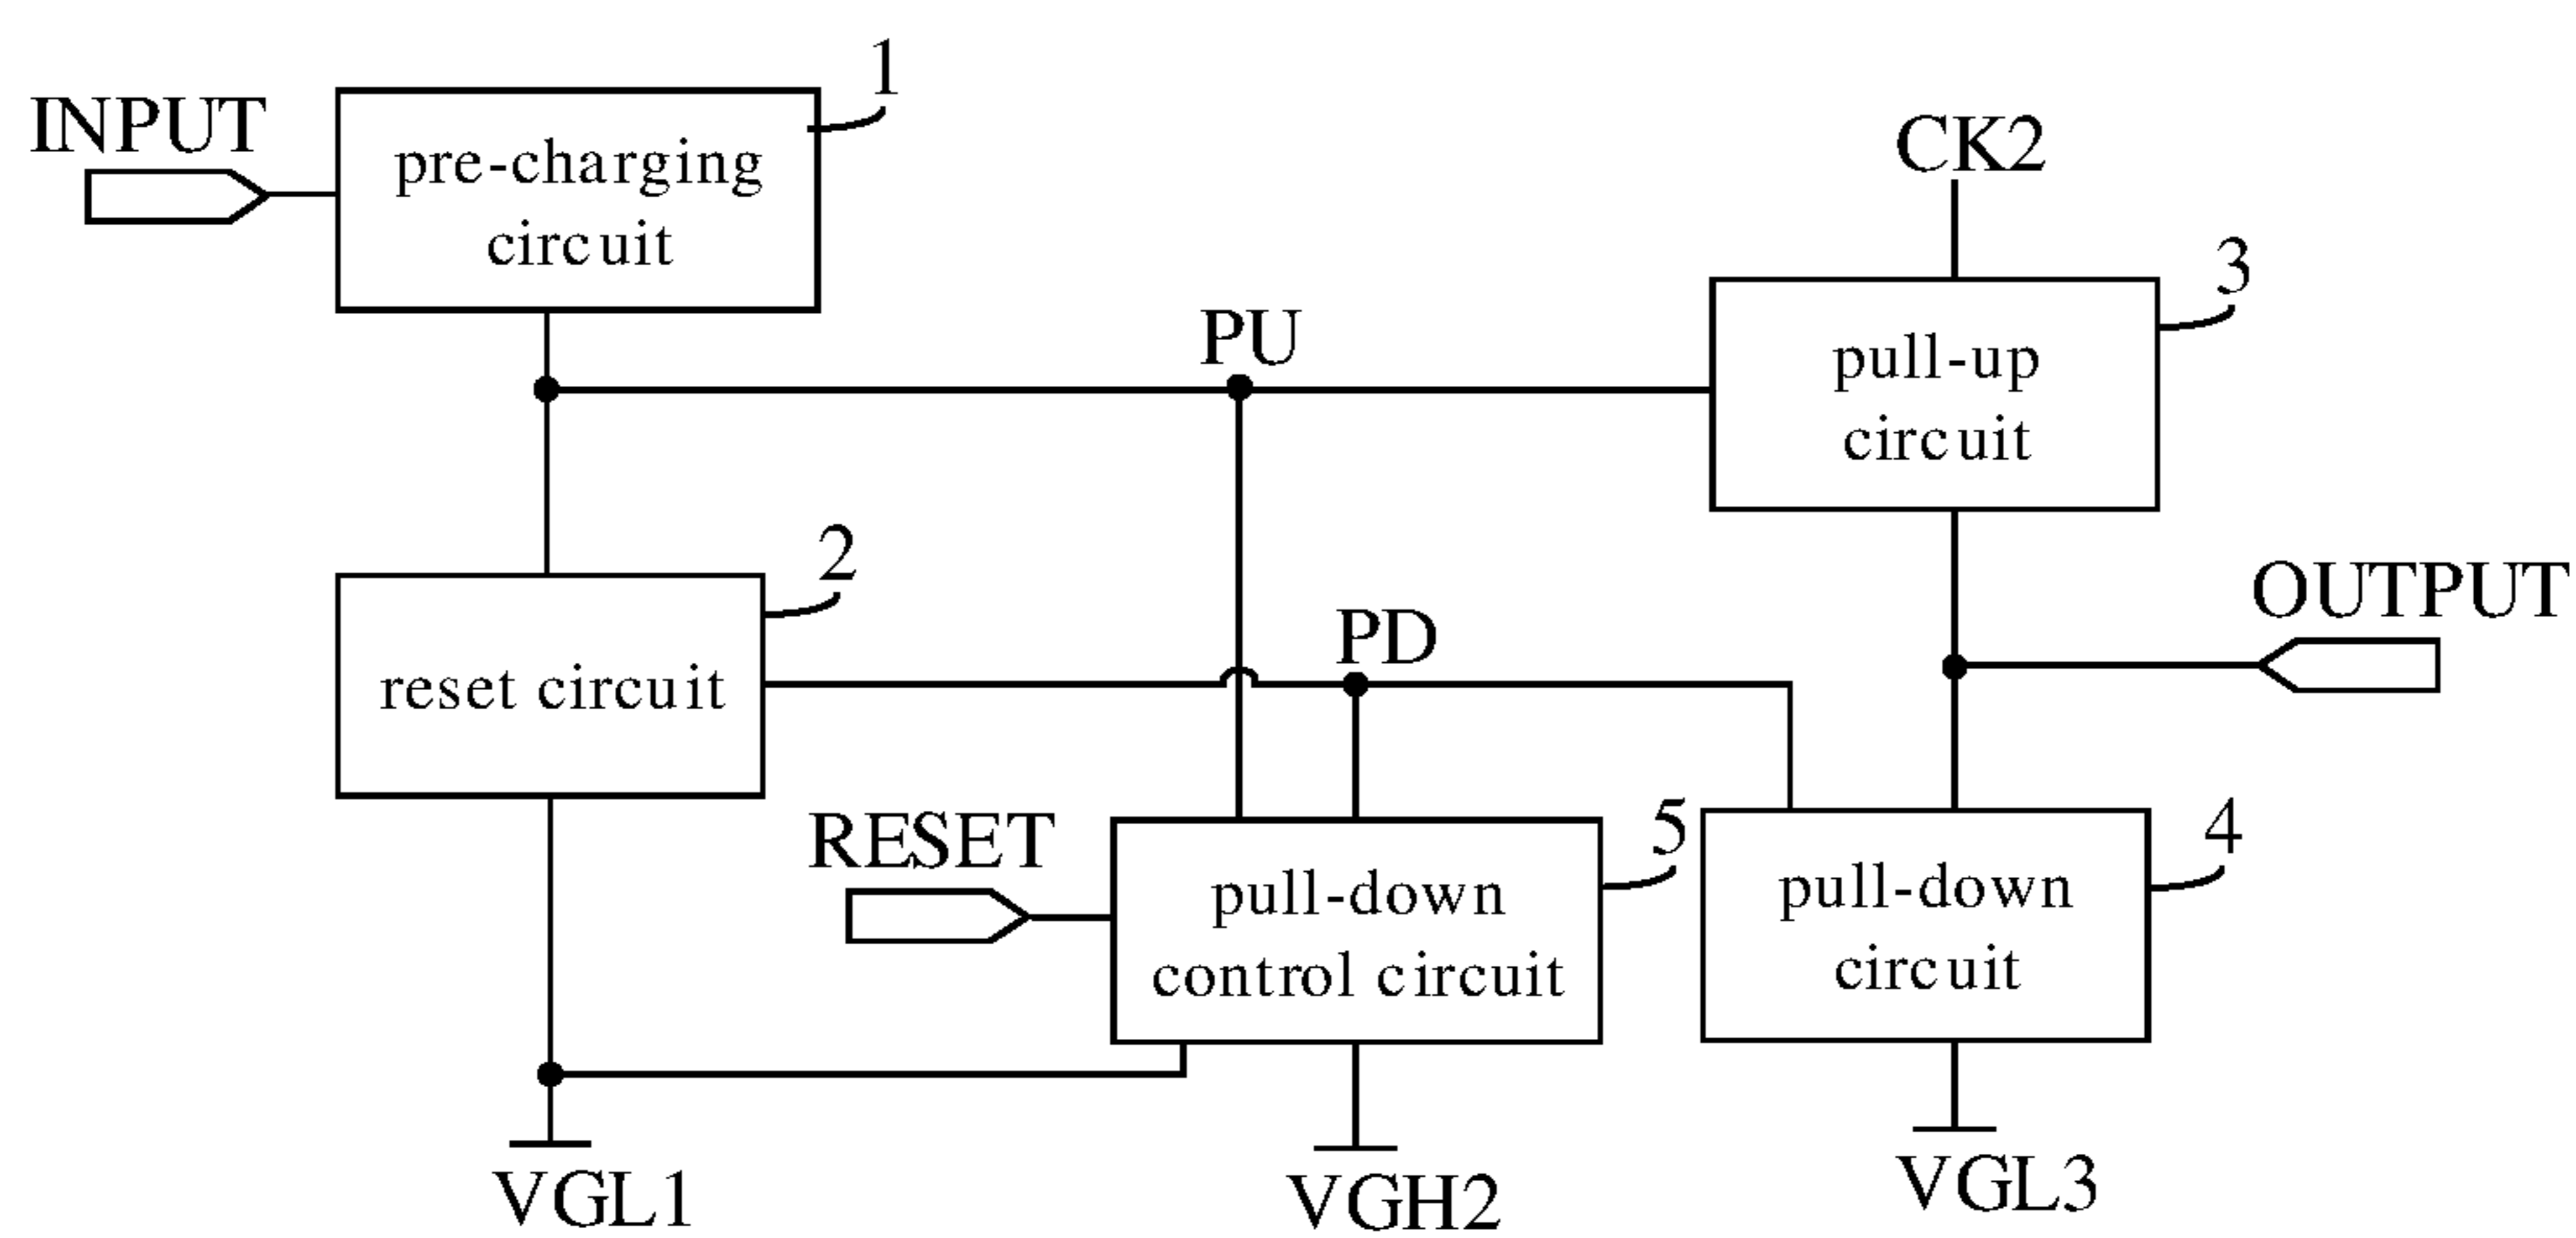 1
INPUT
pre-charging
circuit
CK2
3
PU
pull-up
circuit
2
OUTPUT
PD
reset circuit
RESET
5
4
pull-down
control circuit
pull-down
circuit
VGL1
VGH2
VGL3